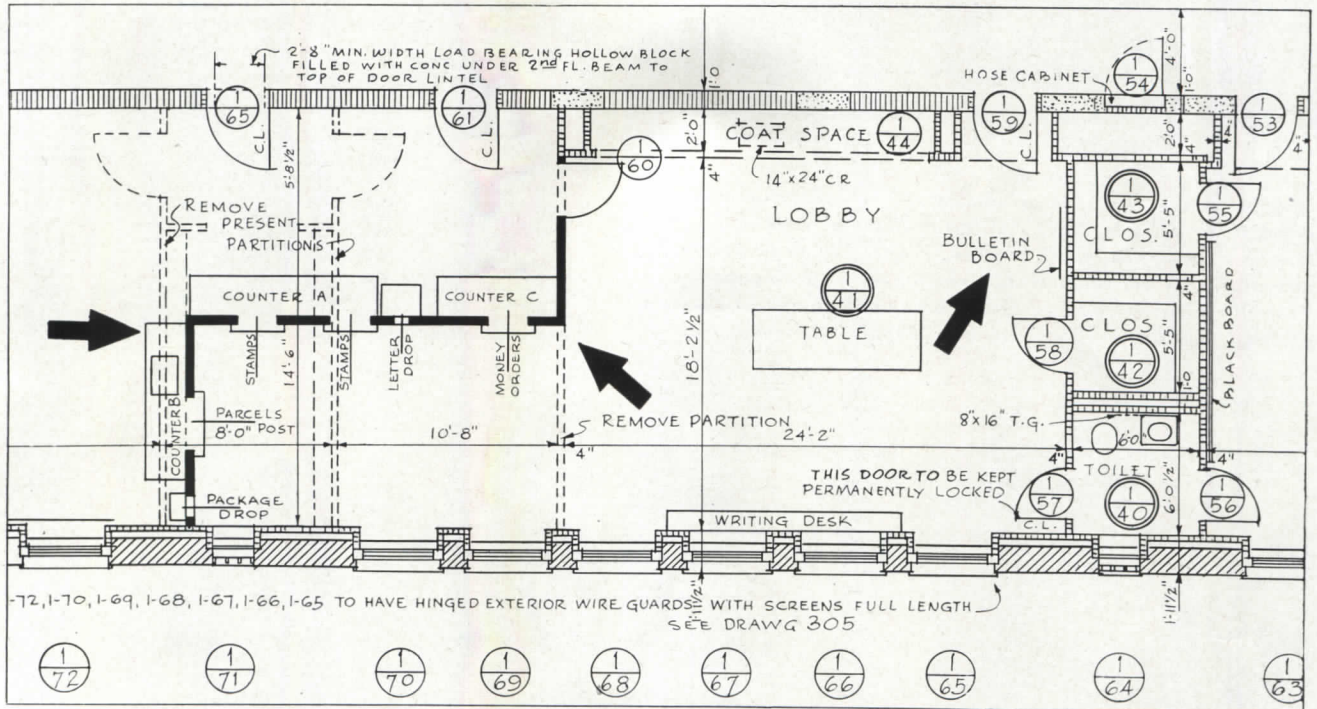 2-8" MIN. WIDTH LOAD BEARING HOLLOW BLOCK
FILLED WITH CONC UNDER 2nd FL. BEAM TO
TOP OF DOOR LINTEL
1'-0
4'-0"
1'-0"
HOSE CABINET
1
54
1
65
1
61
1
59
1
53
C.L.
C.L.
C.L.
5'8 1/2"
2'-0"
4"
COAT SPACE
1
44
2'-0"
4"
4"
4"
1
60
14"x24" C R
REMOVE
PRESENT
PARTITIONS
LOBBY
1
43
CLOS.
5'-5"
1
55
BULLETIN
BOARD
4"
COUNTER A
COUNTER C
1
41
TABLE
CLOS
1
42
5'-5"
1
58
BLACK BOARD
STAMPS
14'-6"
STAMPS
LETTER
DROP
MONEY
ORDERS
18'-2 1/2"
1'-0
COUNTER B
PARCELS
POST
8'-0"
10'-8"
4"
REMOVE PARTITION
24'-2"
8"x16" T.G.
4"
6'-0"
4"
TOILET
6'-0 1/2"
THIS DOOR TO BE KEPT
PERMANENTLY LOCKED
1
57
1
40
1
56
C.L.
PACKAGE
DROP
WRITING DESK
1'-11 1/2"
1'-11 1/2"
-72, 1-70, 1-69, 1-68, 1-67, 1-66, 1-65 TO HAVE HINGED EXTERIOR WIRE GUARDS WITH SCREENS FULL LENGTH
SEE DRAWG 305
1
72
1
71
1
70
1
69
1
68
1
67
1
66
1
65
1
64
1
63